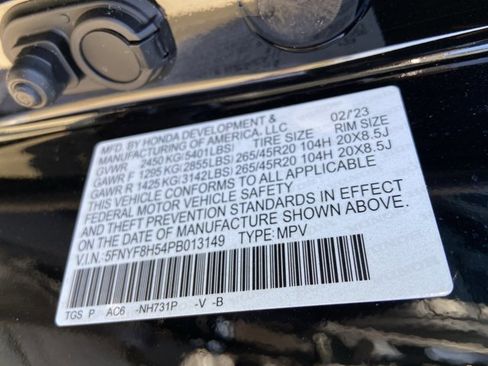 MFD. BY HONDA DEVELOPMENT & 02/'23
MANUFACTURING OF AMERICA, LLC
GVWR 2450 KG(5401LBS) TIRE SIZE RIM SIZE
GAWR F 1295 KG(2855LBS)/265/45R20 104H 20X8.5J
GAWR R 1425 KG(3142LBS)/265/45R20 104H 20X8.5J
THIS VEHICLE CONFORMS TO ALL APPLICABLE
FEDERAL MOTOR VEHICLE SAFETY
AND THEFT PREVENTION STANDARDS IN EFFECT
ON THE DATE OF MANUFACTURE SHOWN ABOVE.
V.I.N.: 5FNYF8H54PB013149 TYPE: MPV
TGS P AC6 -NH731P -V -B